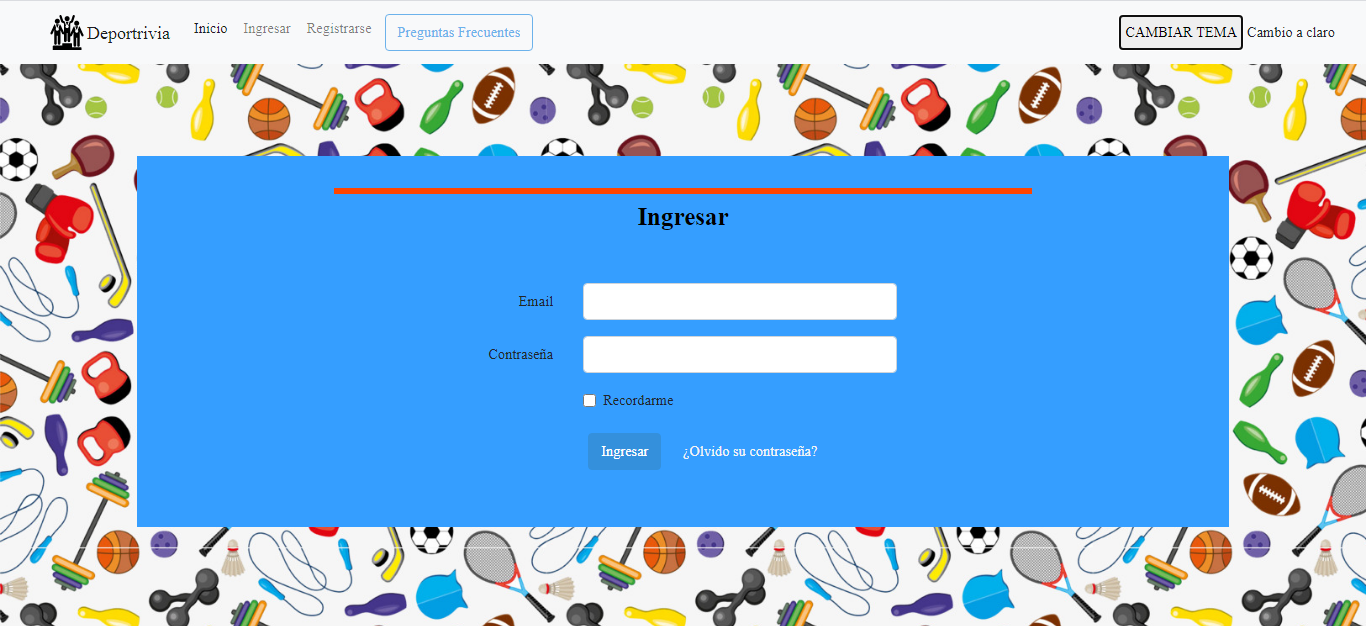 Deportrivia Inicio Ingresar Registrarse Preguntas Frecuentes CAMBIAR TEMA Cambio a claro
Ingresar
Email
Contraseña
Recordarme
Ingresar ¿Olvido su contraseña?